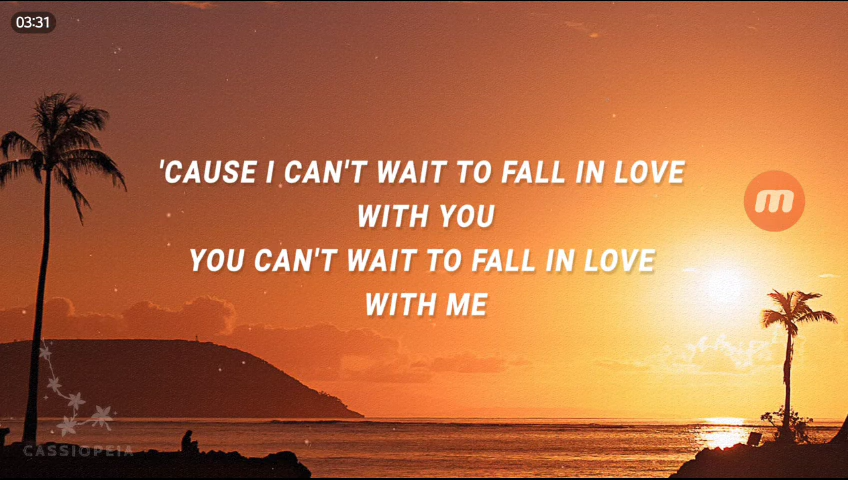 03:31
'CAUSE I CAN'T WAIT TO FALL IN LOVE
WITH YOU
YOU CAN'T WAIT TO FALL IN LOVE
WITH ME
m
CASSIOPEIA